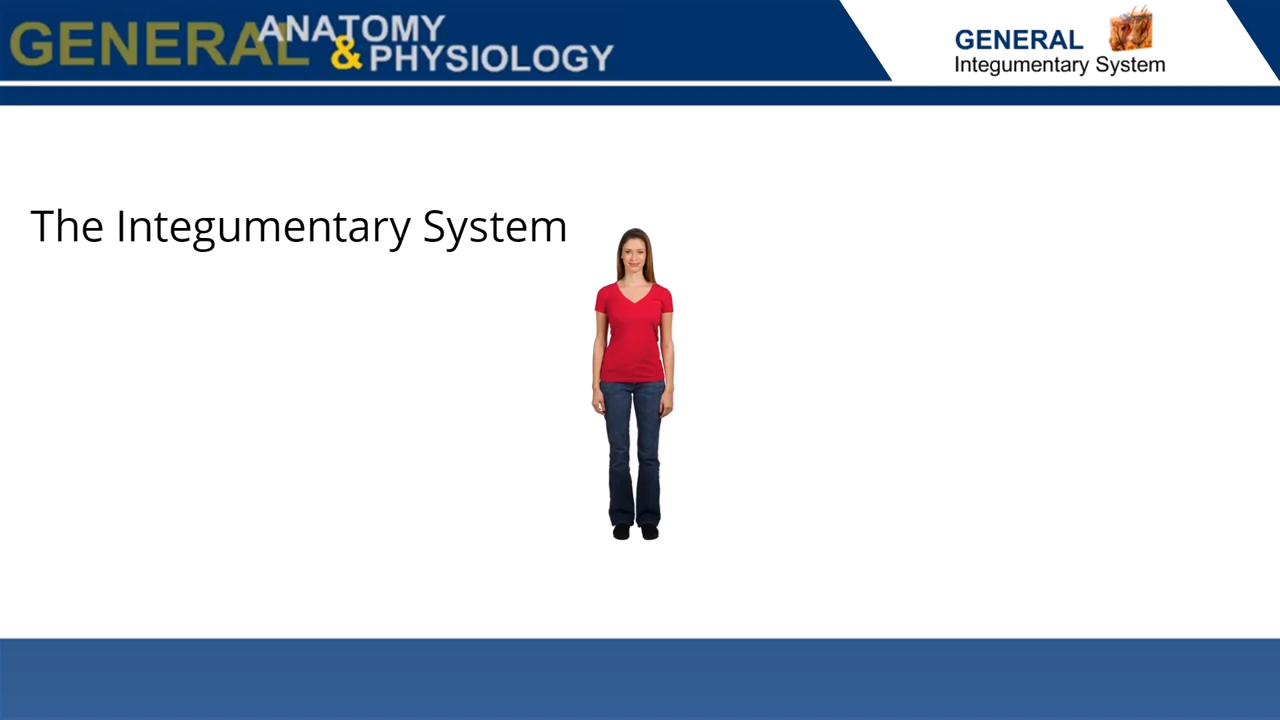 GENERAL ANATOMY
& PHYSIOLOGY
GENERAL
Integumentary System
The Integumentary System